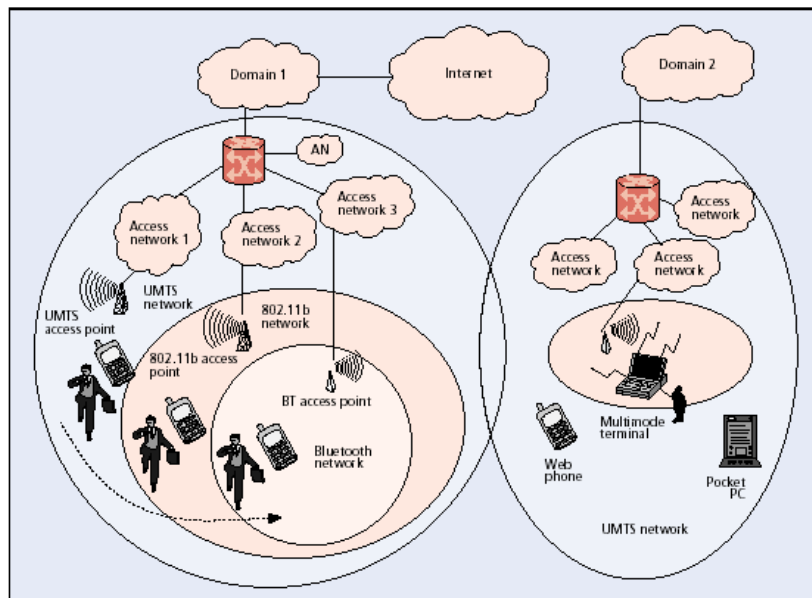 Domain 1
Internet
Domain 2
AN
Access
network 1
Access
network 2
Access
network 3
Access
network
Access
network
Access
network
UMTS
network
UMTS
access point
802.11b
network
802.11b access
point
BT access point
Bluetooth
network
Multimode
terminal
Web
phone
Pocket
PC
UMTS network